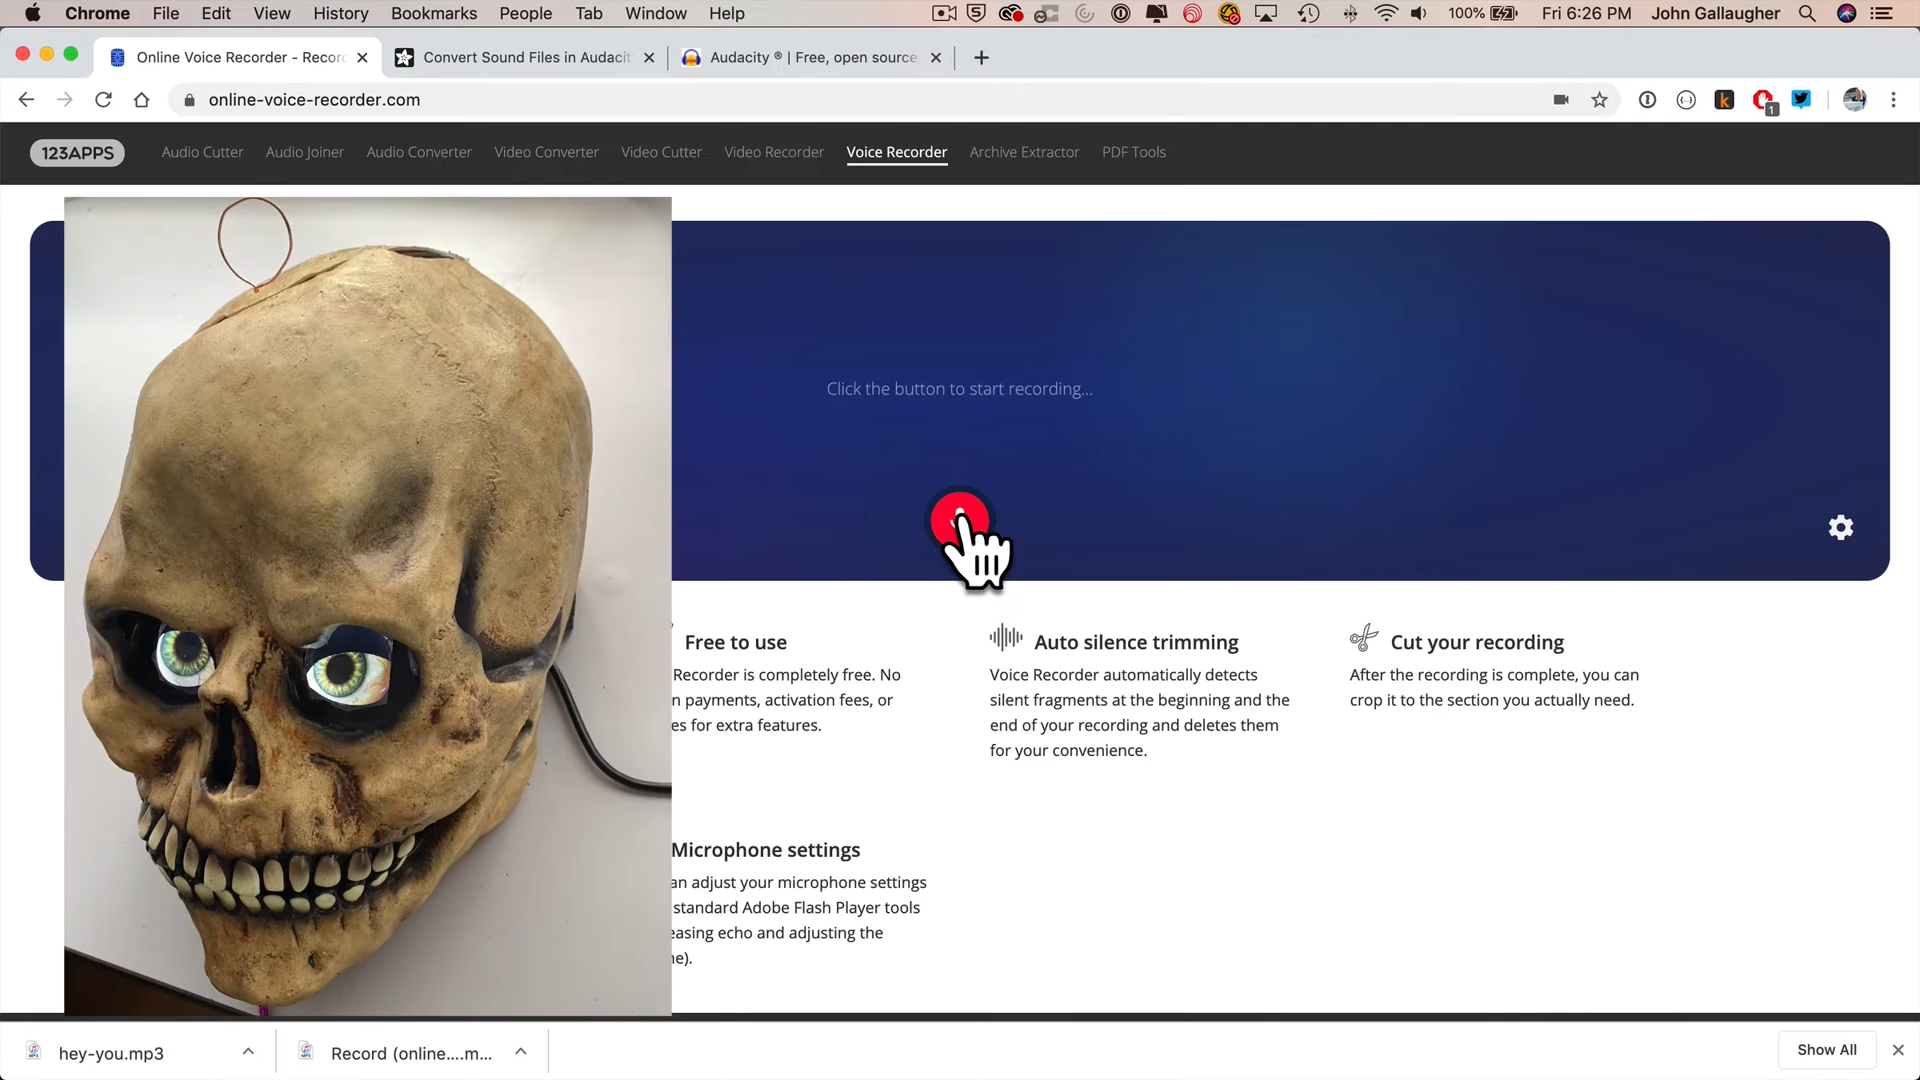 Chrome File Edit View History Bookmarks People Tab Window Help 100% Fri 6:26 PM John Gallaugher
Online Voice Recorder - Record Convert Sound Files in Audacit Audacity ® | Free, open source,
online-voice-recorder.com
1
123APPS Audio Cutter Audio Joiner Audio Converter Video Converter Video Cutter Video Recorder Voice Recorder Archive Extractor PDF Tools
Click the button to start recording...
Free to use
Recorder is completely free. No
n payments, activation fees, or
es for extra features.
Auto silence trimming
Voice Recorder automatically detects
silent fragments at the beginning and the
end of your recording and deletes them
for your convenience.
Cut your recording
After the recording is complete, you can
crop it to the section you actually need.
Microphone settings
an adjust your microphone settings
standard Adobe Flash Player tools
easing echo and adjusting the
ne).
hey-you.mp3 Record (online....m... Show All